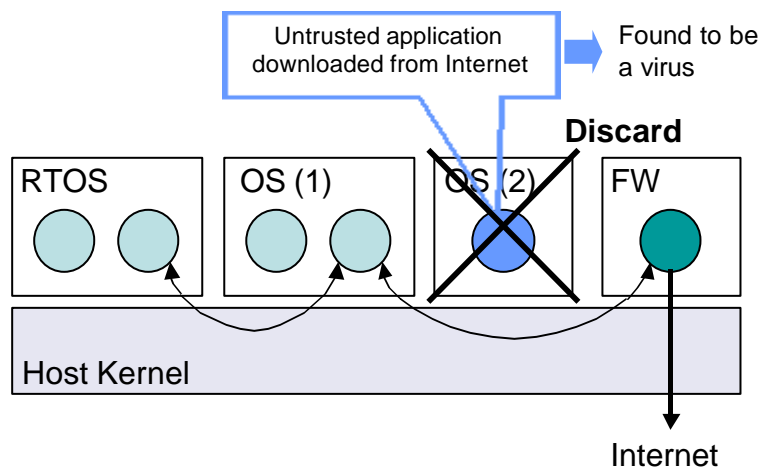 Untrusted application
downloaded from Internet
Found to be
a virus
Discard
RTOS
OS (1)
OS (2)
FW
Host Kernel
Internet